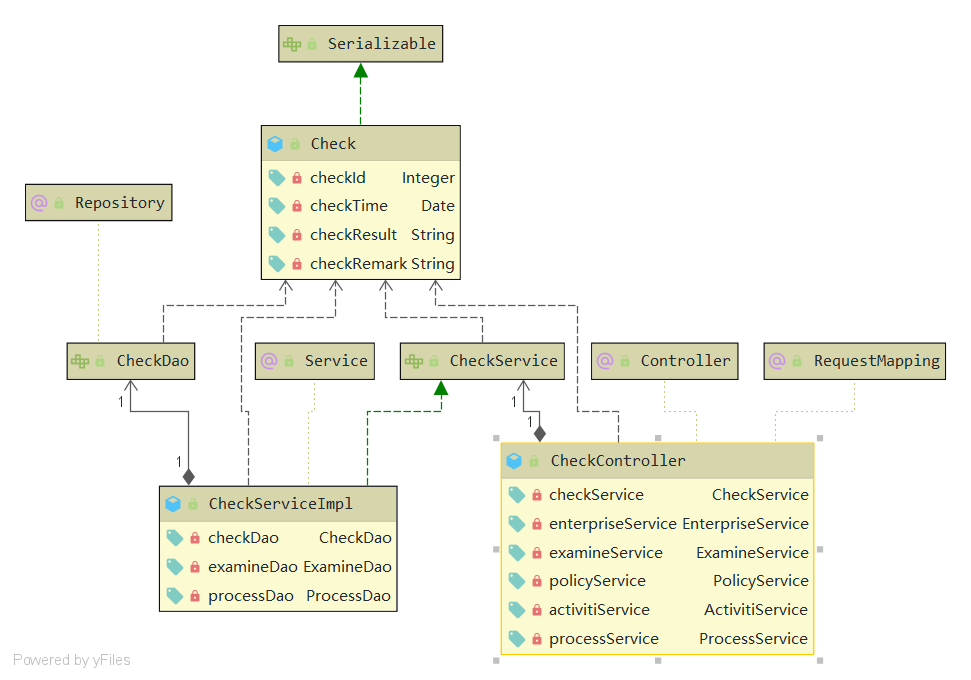 Serializable
Check
checkId Integer
checkTime Date
checkResult String
checkRemark String
Repository
CheckDao
Service
CheckService
Controller
RequestMapping
1
1
1
1
CheckServiceImpl
checkDao CheckDao
examineDao ExamineDao
processDao ProcessDao
CheckController
checkService CheckService
enterpriseService EnterpriseService
examineService ExamineService
policyService PolicyService
activitiService ActivitiService
processService ProcessService
Powered by yFiles